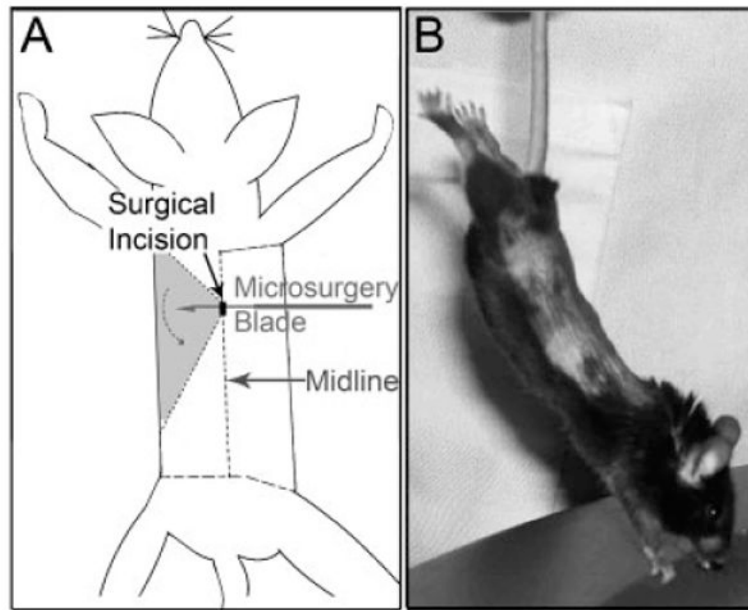 A
B
Surgical
Incision
Microsurgery
Blade
Midline